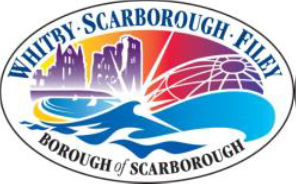 WHITBY · SCARBOROUGH · FILEY
BOROUGH of SCARBOROUGH